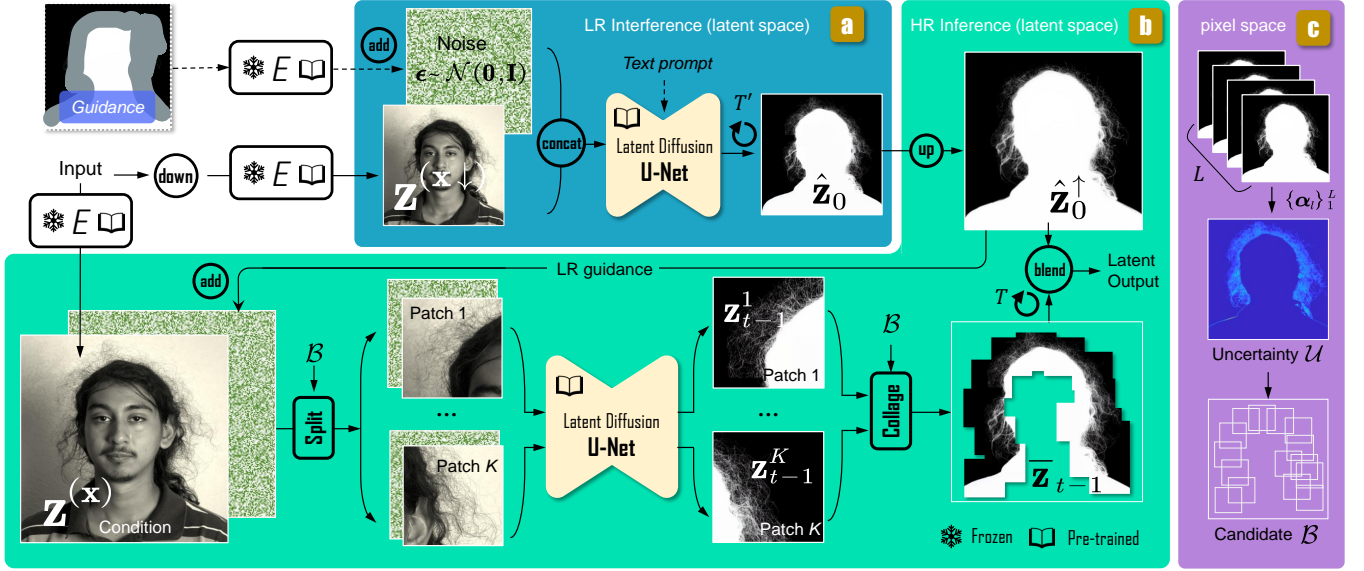 LR Interference (latent space)
a
HR Inference (latent space)
b
pixel space
c
Guidance
E
add
Noise
ϵ~ 𝒩(0,I)
Text prompt
Input
down
E
E
z(x↓)
concat
Latent Diffusion
U-Net
T′
ẑ₀
up
ẑ₀↑
L
{αₗ}₁ᴸ
add
LR guidance
blend
Latent
Output
T
z(x)
Condition
ℬ
Split
Patch 1
...
Patch K
Latent Diffusion
U-Net
z¹ₜ₋₁
Patch 1
...
zᴷₜ₋₁
Patch K
ℬ
Collage
z̄ₜ₋₁
Frozen
Pre-trained
Uncertainty 𝒰
Candidate ℬ